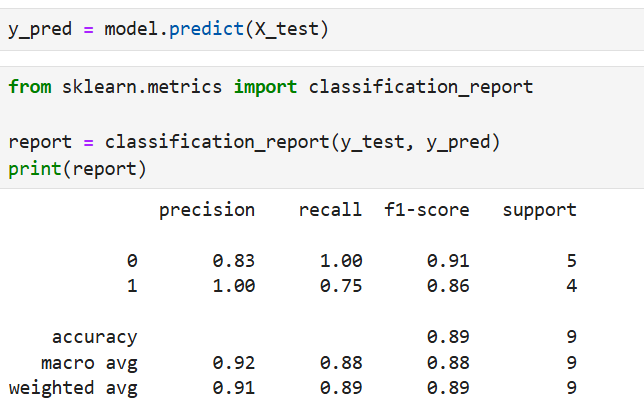 y_pred = model.predict(X_test)
from sklearn.metrics import classification_report
report = classification_report(y_test, y_pred)
print(report)
precision recall f1-score support
0 0.83 1.00 0.91 5
1 1.00 0.75 0.86 4
accuracy 0.89 9
macro avg 0.92 0.88 0.88 9
weighted avg 0.91 0.89 0.89 9